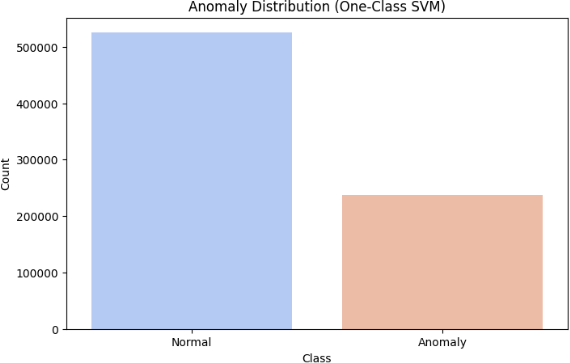 Anomaly Distribution (One-Class SVM)
500000
400000
300000
200000
100000
0
Count
Normal
Anomaly
Class